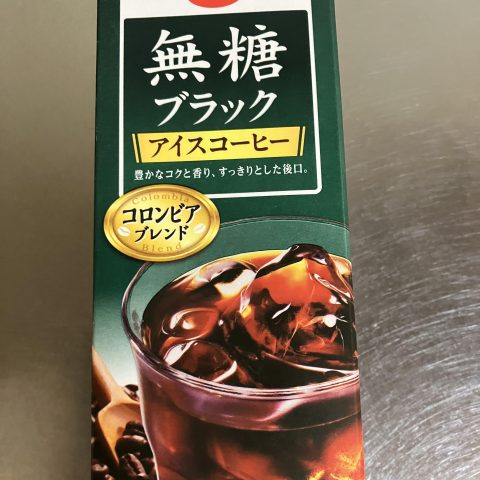 無糖
ブラック
アイスコーヒー
豊かなコクと香り、すっきりとした後口。
Colombia
コロンビア
ブレンド
Blend